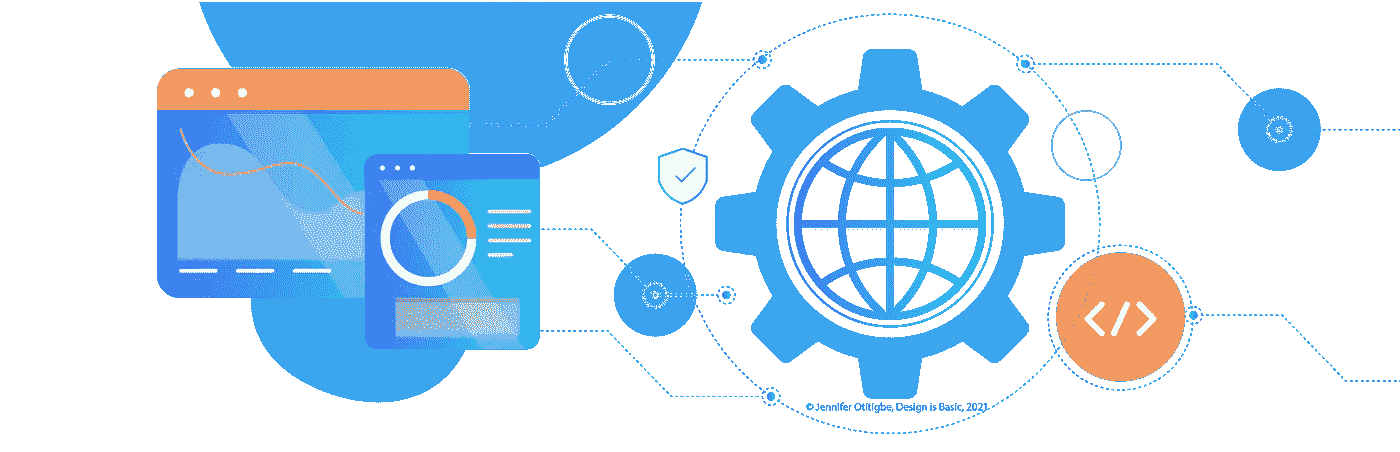 </>
© Jennifer Otitigbe, Design is Basic, 2021